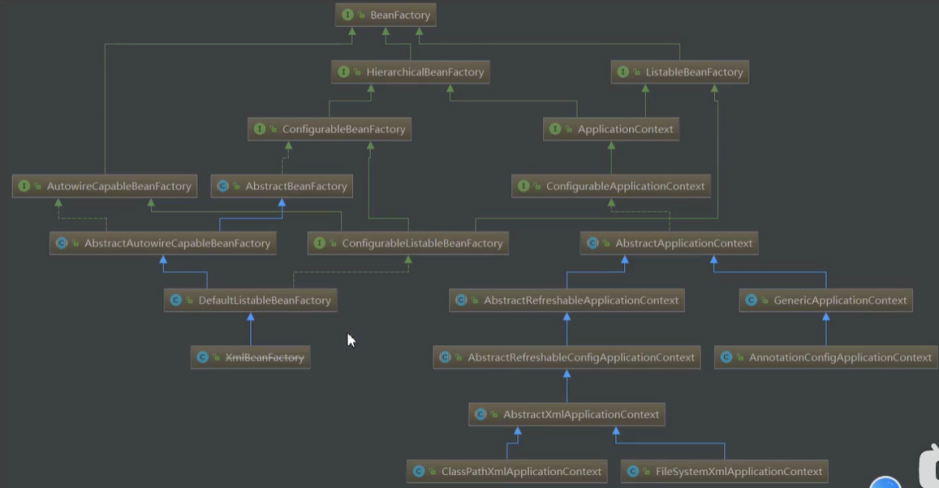 BeanFactory
HierarchicalBeanFactory
ListableBeanFactory
ConfigurableBeanFactory
ApplicationContext
AutowireCapableBeanFactory
AbstractBeanFactory
ConfigurableApplicationContext
AbstractAutowireCapableBeanFactory
ConfigurableListableBeanFactory
AbstractApplicationContext
DefaultListableBeanFactory
AbstractRefreshableApplicationContext
GenericApplicationContext
XmlBeanFactory
AbstractRefreshableConfigApplicationContext
AnnotationConfigApplicationContext
AbstractXmlApplicationContext
ClassPathXmlApplicationContext
FileSystemXmlApplicationContext